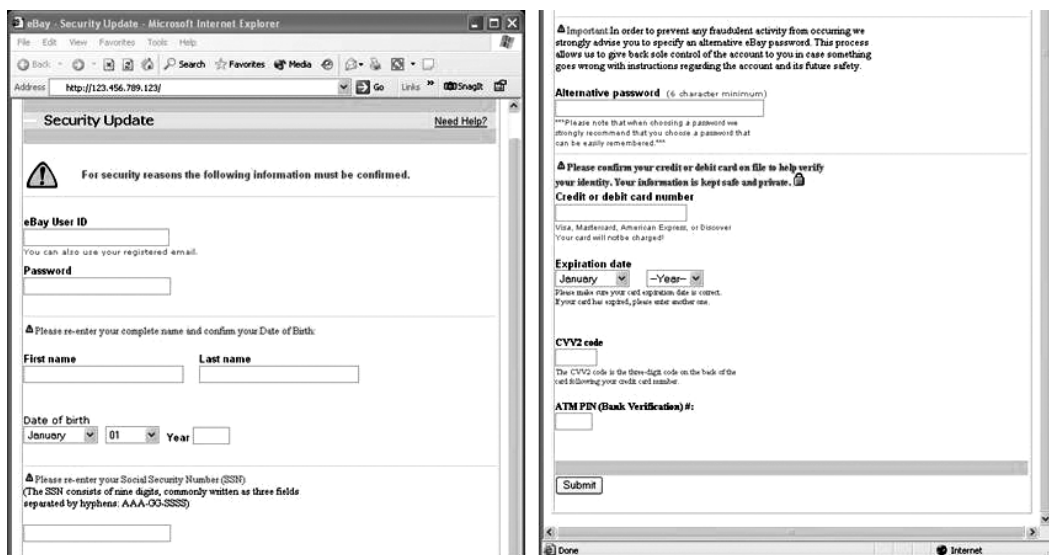 eBay - Security Update - Microsoft Internet Explorer
File Edit View Favorites Tools Help
Back Search Favorites Media
Address http://123.456.789.123/ Go Links » SnagIt
Security Update Need Help?
For security reasons the following information must be confirmed.
eBay User ID
You can also use your registered email.
Password
Please re-enter your complete name and confirm your Date of Birth:
First name Last name
Date of birth
January 01 Year
Please re-enter your Social Security Number (SSN)
(The SSN consists of nine digits, commonly written as three fields
separated by hyphens: AAA-GG-SSSS)
Important.In order to prevent any fraudulent activity from occurring we
strongly advise you to specify an alternative eBay password. This process
allows us to give back sole control of the account to you in case something
goes wrong with instructions regarding the account and its future safety.
Alternative password (6 character minimum)
***Please note that when choosing a password we
strongly recommend that you choose a password that
can be easily remembered.***
Please confirm your credit or debit card on file to help verify
your identity. Your information is kept safe and private.
Credit or debit card number
Visa, Mastercard, American Express, or Discover
Your card will notbe charged!
Expiration date
January --Year--
Please make sure your card expiration date is correct.
If your card has expired, please enter another one.
CVV2 code
The CVV2 code is the three-digit code on the back of the
card following your credit card number.
ATM PIN (Bank Verification) #:
Submit
Done Internet